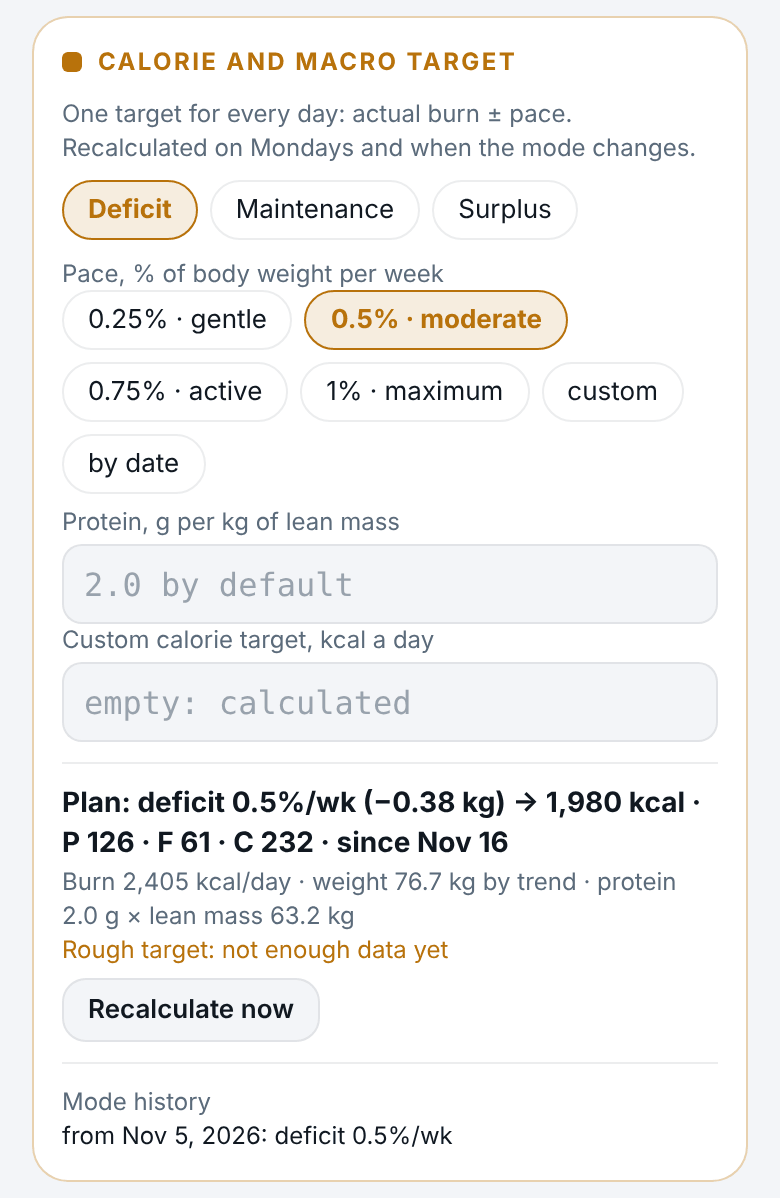 CALORIE AND MACRO TARGET
One target for every day: actual burn ± pace.
Recalculated on Mondays and when the mode changes.
Deficit Maintenance Surplus
Pace, % of body weight per week
0.25% · gentle 0.5% · moderate
0.75% · active 1% · maximum custom
by date
Protein, g per kg of lean mass
2.0 by default
Custom calorie target, kcal a day
empty: calculated
Plan: deficit 0.5%/wk (−0.38 kg) → 1,980 kcal ·
P 126 · F 61 · C 232 · since Nov 16
Burn 2,405 kcal/day · weight 76.7 kg by trend · protein
2.0 g × lean mass 63.2 kg
Rough target: not enough data yet
Recalculate now
Mode history
from Nov 5, 2026: deficit 0.5%/wk